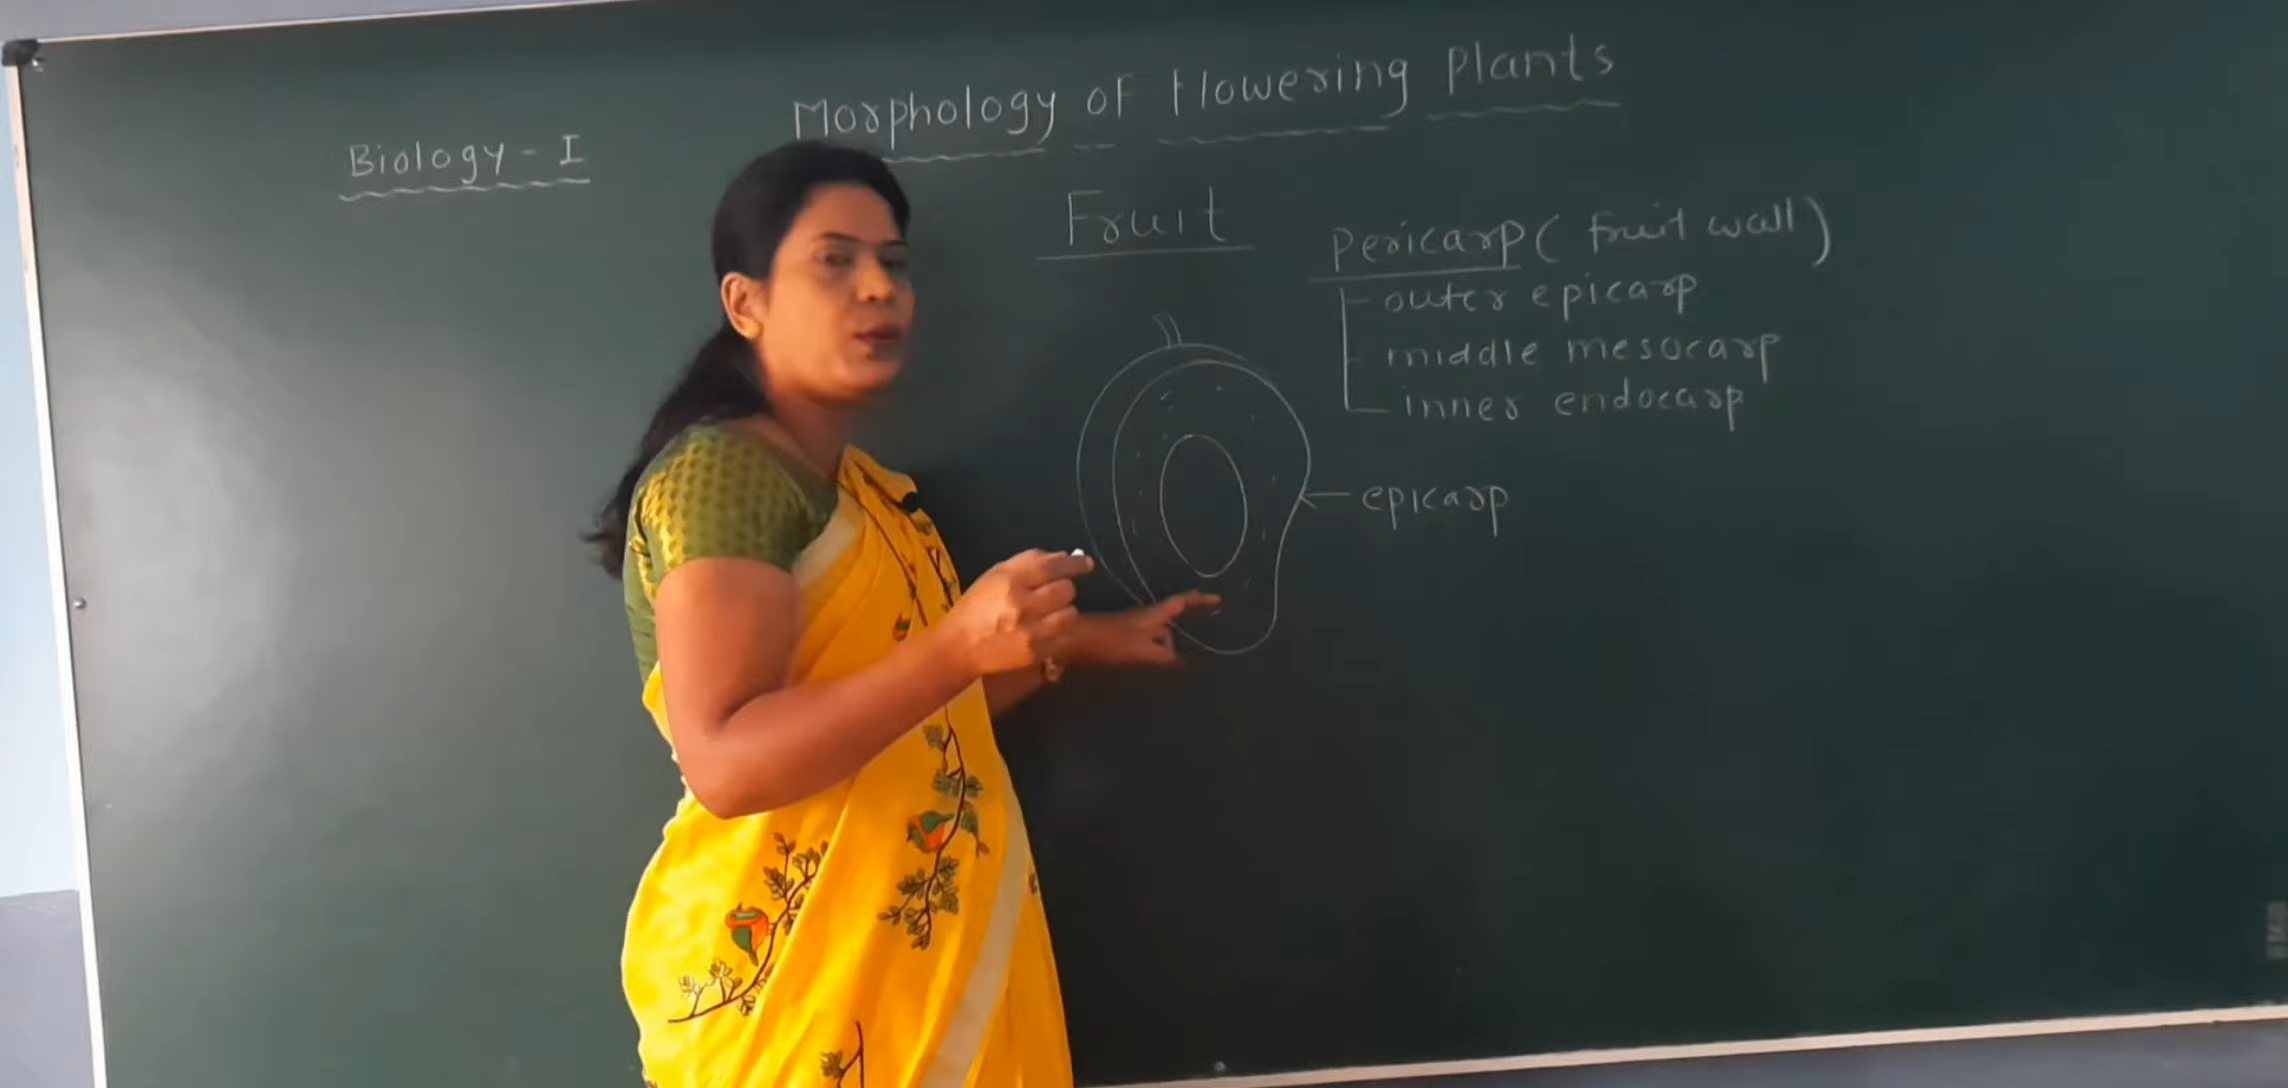 Morphology of Flowering Plants
Biology - I
Fruit
Pericarp ( fruit wall )
outer epicarp
middle mesocarp
inner endocarp
epicarp